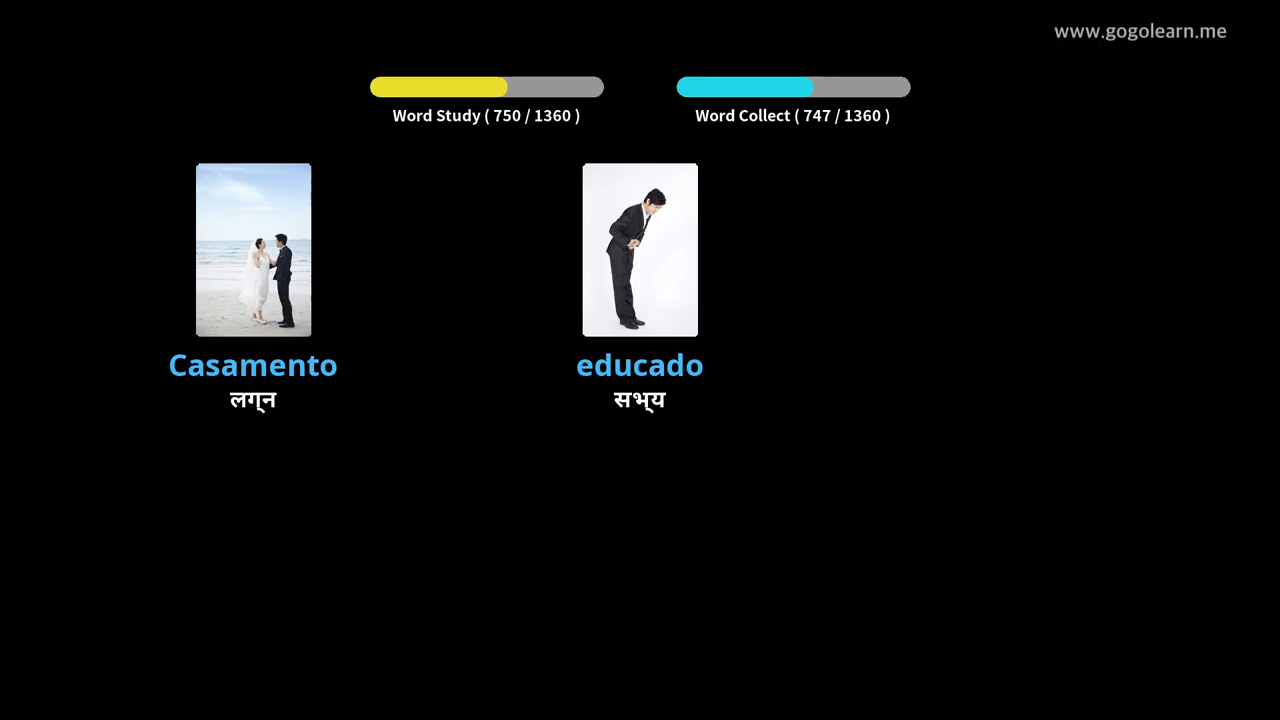 www.gogolearn.me
Word Study ( 750 / 1360 )
Word Collect ( 747 / 1360 )
Casamento
लग्न
educado
सभ्य